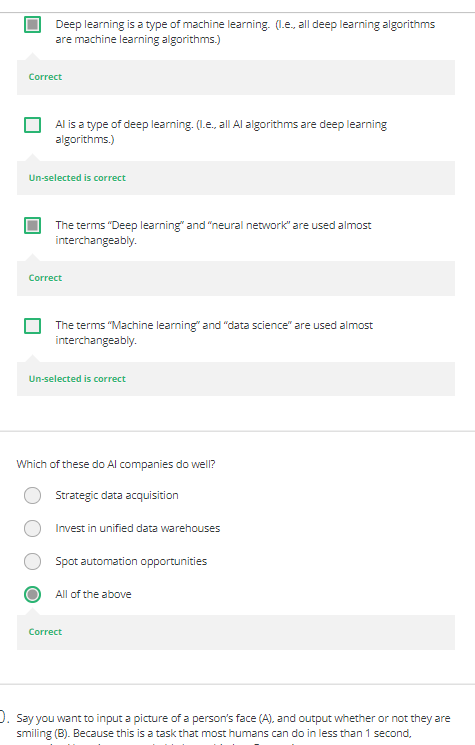 Deep learning is a type of machine learning. (I.e., all deep learning algorithms
are machine learning algorithms.)
Correct
AI is a type of deep learning. (I.e., all AI algorithms are deep learning
algorithms.)
Un-selected is correct
The terms “Deep learning” and “neural network” are used almost
interchangeably.
Correct
The terms “Machine learning” and “data science” are used almost
interchangeably.
Un-selected is correct
Which of these do AI companies do well?
Strategic data acquisition
Invest in unified data warehouses
Spot automation opportunities
All of the above
Correct
Say you want to input a picture of a person’s face (A), and output whether or not they are
smiling (B). Because this is a task that most humans can do in less than 1 second,